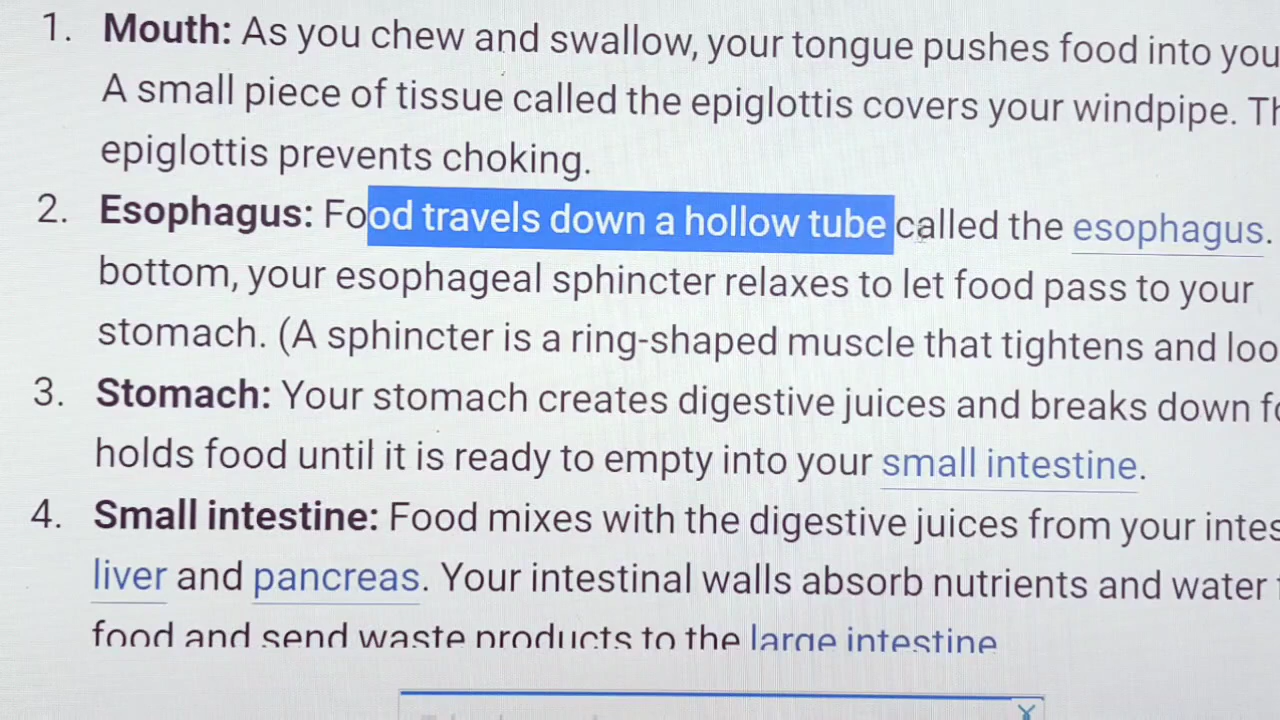 1. Mouth: As you chew and swallow, your tongue pushes food into you
A small piece of tissue called the epiglottis covers your windpipe. Th
epiglottis prevents choking.
2. Esophagus: Food travels down a hollow tube called the esophagus.
bottom, your esophageal sphincter relaxes to let food pass to your
stomach. (A sphincter is a ring-shaped muscle that tightens and loo
3. Stomach: Your stomach creates digestive juices and breaks down fo
holds food until it is ready to empty into your small intestine.
4. Small intestine: Food mixes with the digestive juices from your intes
liver and pancreas. Your intestinal walls absorb nutrients and water
food and send waste products to the large intestine